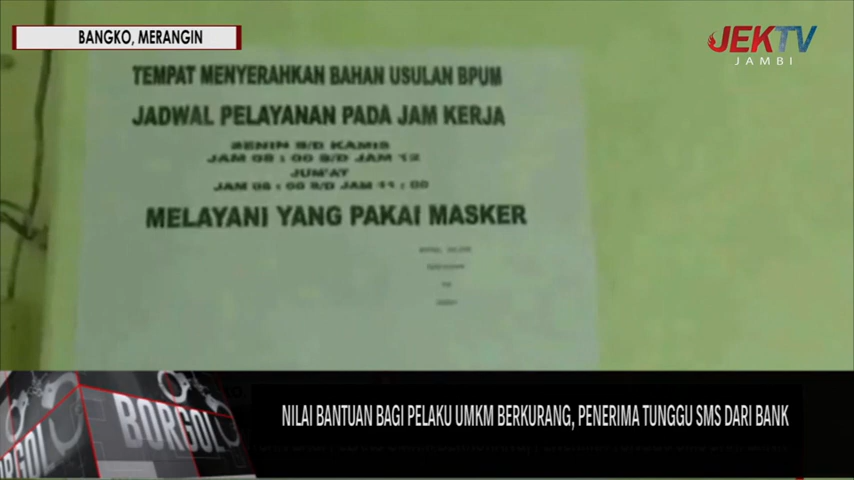 BANGKO, MERANGIN
JEKTV
JAMBI
TEMPAT MENYERAHKAN BAHAN USULAN BPUM
JADWAL PELAYANAN PADA JAM KERJA
SENIN S/D KAMIS
JAM 08 : 00 S/D JAM 12
JUM'AT
JAM 08 : 00 S/D JAM 11 : 00
MELAYANI YANG PAKAI MASKER
BORGOL
BORGOL
NILAI BANTUAN BAGI PELAKU UMKM BERKURANG, PENERIMA TUNGGU SMS DARI BANK